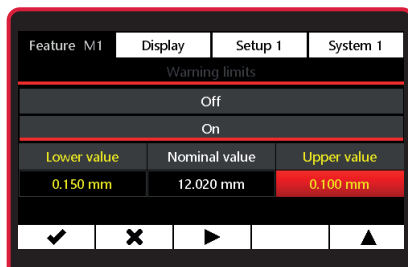 Feature M1 Display Setup 1 System 1
Warning limits
Off
On
Lower value Nominal value Upper value
0.150 mm 12.020 mm 0.100 mm